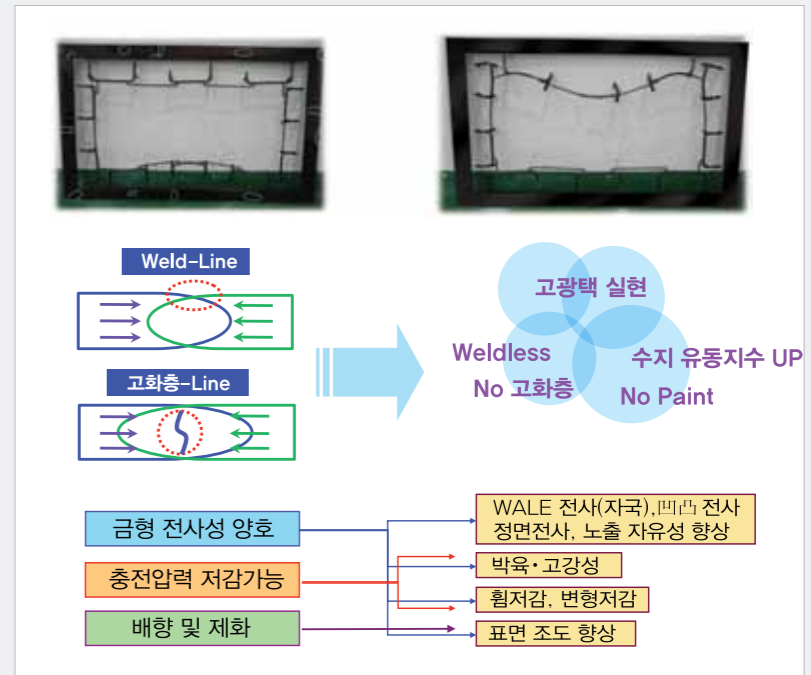 Weld-Line
고화층-Line
고광택 실현
Weldless
No 고화층
수지 유동지수 UP
No Paint
금형 전사성 양호
충전압력 저감가능
배향 및 제화
WALE 전사(자국),凹凸 전사
정면전사, 노출 자유성 향상
박육·고강성
휨저감, 변형저감
표면 조도 향상